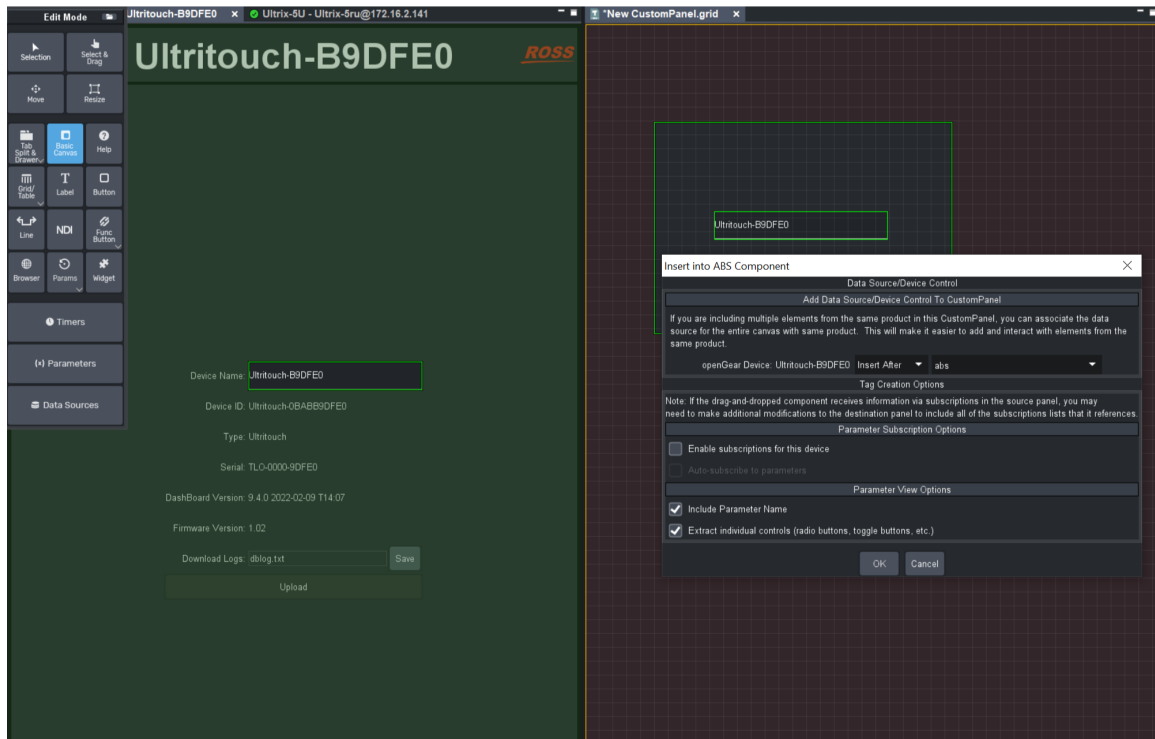 Edit Mode
Ultritouch-B9DFE0 x
Ultrix-5U - Ultrix-5ru@172.16.2.141
*New CustomPanel.grid x
Selection
Select & Drag
Move
Resize
Tab Split & Drawer
Basic Canvas
Help
Grid/ Table
Label
Button
Line
NDI
Func Button
Browser
Params
Widget
Timers
(x) Parameters
Data Sources
Ultritouch-B9DFE0
ROSS
Device Name: Ultritouch-B9DFE0
Device ID: Ultritouch-0BABB9DFE0
Type: Ultritouch
Serial: TLO-0000-9DFE0
DashBoard Version: 9.4.0 2022-02-09 T14:07
Firmware Version: 1.02
Download Logs: dblog.txt Save
Upload
Ultritouch-B9DFE0
Insert into ABS Component
Data Source/Device Control
Add Data Source/Device Control To CustomPanel
If you are including multiple elements from the same product in this CustomPanel, you can associate the data
source for the entire canvas with same product. This will make it easier to add and interact with elements from the
same product.
openGear Device: Ultritouch-B9DFE0 Insert After abs
Tag Creation Options
Note: If the drag-and-dropped component receives information via subscriptions in the source panel, you may
need to make additional modifications to the destination panel to include all of the subscriptions lists that it references.
Parameter Subscription Options
Enable subscriptions for this device
Auto-subscribe to parameters
Parameter View Options
Include Parameter Name
Extract individual controls (radio buttons, toggle buttons, etc.)
OK Cancel